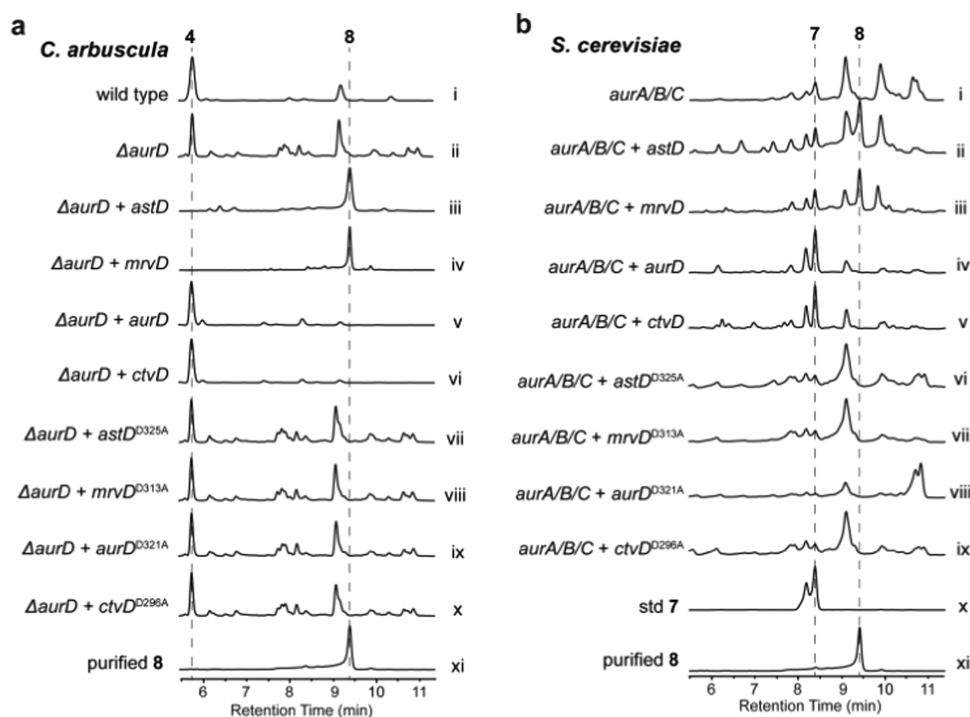 a
4 8
C. arbuscula
wild type i
ΔaurD ii
ΔaurD + astD iii
ΔaurD + mrvD iv
ΔaurD + aurD v
ΔaurD + ctvD vi
ΔaurD + astD^D325A vii
ΔaurD + mrvD^D313A viii
ΔaurD + aurD^D321A ix
ΔaurD + ctvD^D296A x
purified 8 xi
6 7 8 9 10 11
Retention Time (min)
b
7 8
S. cerevisiae
aurA/B/C i
aurA/B/C + astD ii
aurA/B/C + mrvD iii
aurA/B/C + aurD iv
aurA/B/C + ctvD v
aurA/B/C + astD^D325A vi
aurA/B/C + mrvD^D313A vii
aurA/B/C + aurD^D321A viii
aurA/B/C + ctvD^D296A ix
std 7 x
purified 8 xi
6 7 8 9 10 11
Retention Time (min)